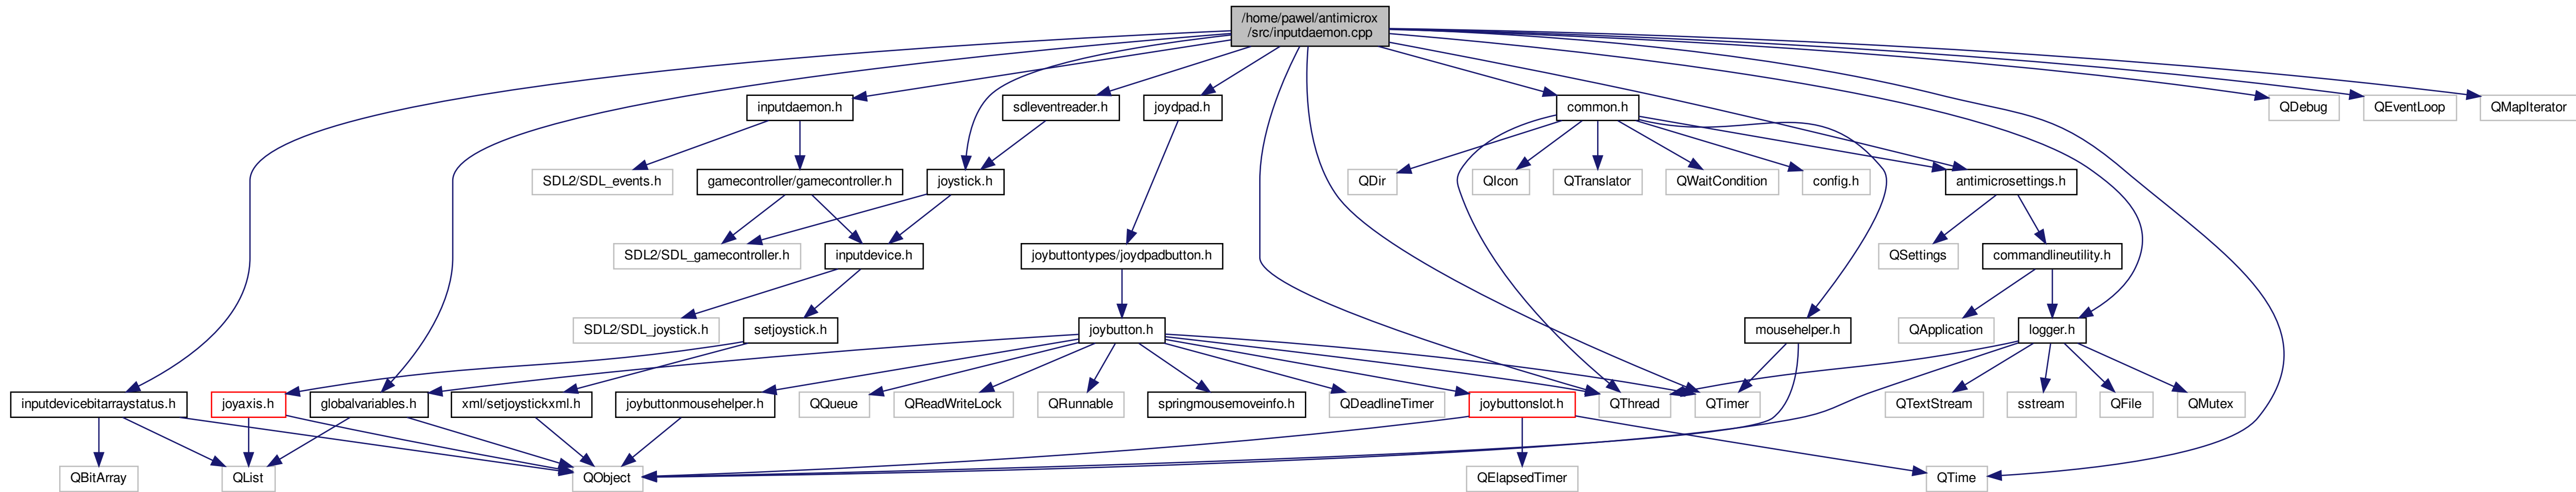 /home/pawel/antimicrox
/src/inputdaemon.cpp
inputdaemon.h
sdleventreader.h
joydpad.h
common.h
QDebug
QEventLoop
QMapIterator
SDL2/SDL_events.h
gamecontroller/gamecontroller.h
joystick.h
QDir
QIcon
QTranslator
QWaitCondition
config.h
antimicrosettings.h
SDL2/SDL_gamecontroller.h
inputdevice.h
joybuttontypes/joydpadbutton.h
QSettings
commandlineutility.h
SDL2/SDL_joystick.h
setjoystick.h
joybutton.h
mousehelper.h
QApplication
logger.h
inputdevicebitarraystatus.h
joyaxis.h
globalvariables.h
xml/setjoystickxml.h
joybuttonmousehelper.h
QQueue
QReadWriteLock
QRunnable
springmousemoveinfo.h
QDeadlineTimer
joybuttonslot.h
QThread
QTimer
QTextStream
sstream
QFile
QMutex
QBitArray
QList
QObject
QElapsedTimer
QTime